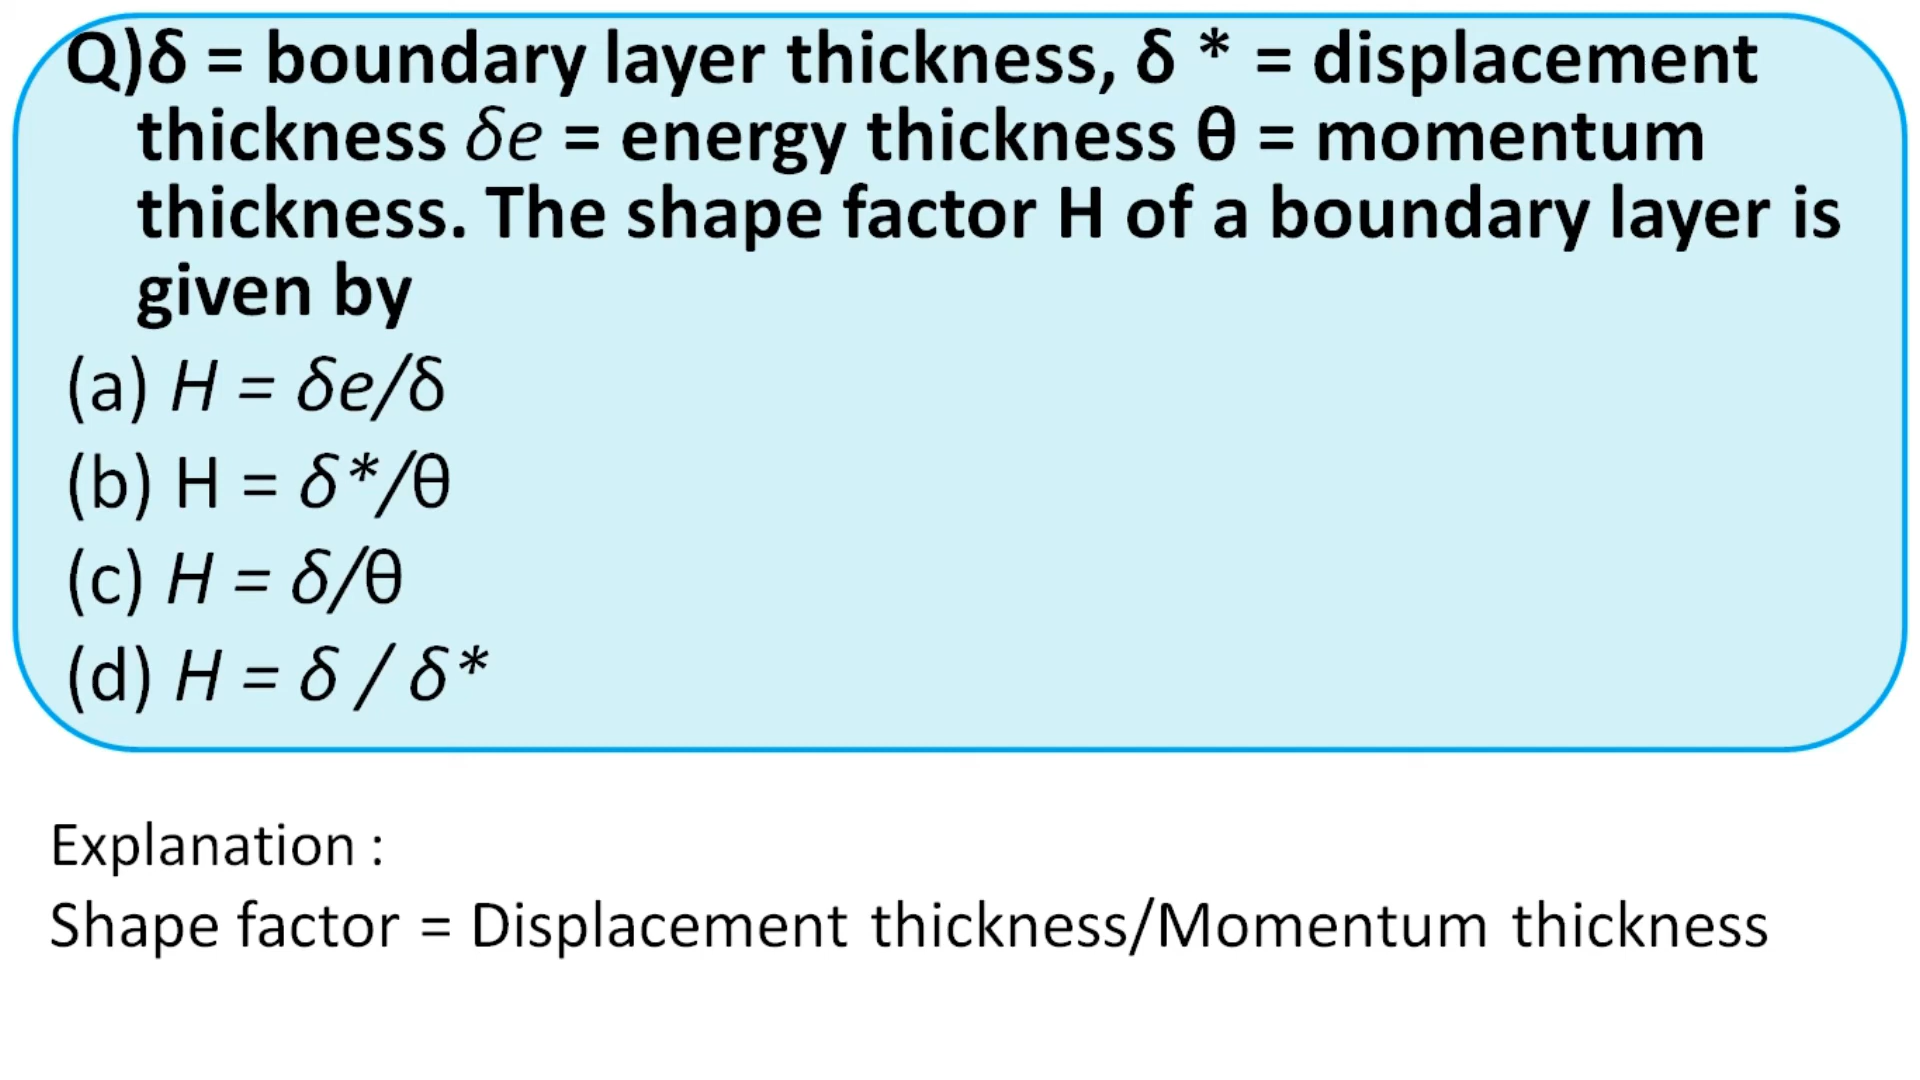 Q)δ = boundary layer thickness, δ * = displacement
thickness δe = energy thickness θ = momentum
thickness. The shape factor H of a boundary layer is
given by
(a) H = δe/δ
(b) H = δ*/θ
(c) H = δ/θ
(d) H = δ / δ*
Explanation :
Shape factor = Displacement thickness/Momentum thickness